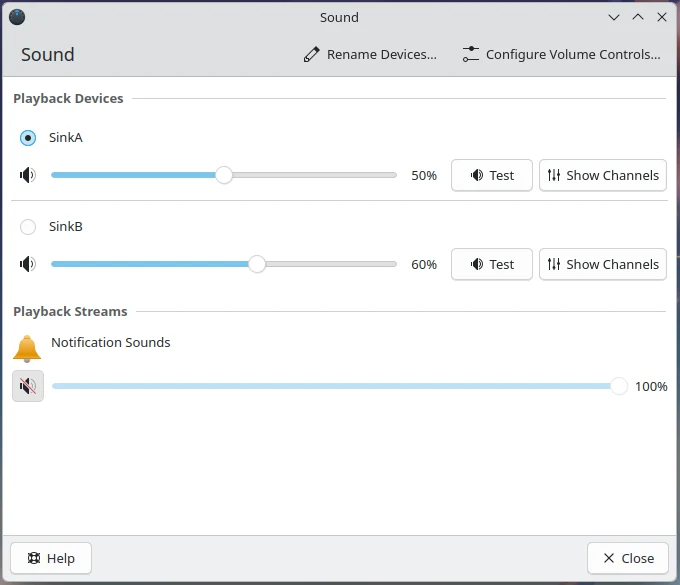 Sound
Sound
Rename Devices...
Configure Volume Controls...
Playback Devices
SinkA
50%
Test
Show Channels
SinkB
60%
Test
Show Channels
Playback Streams
Notification Sounds
100%
Help
Close